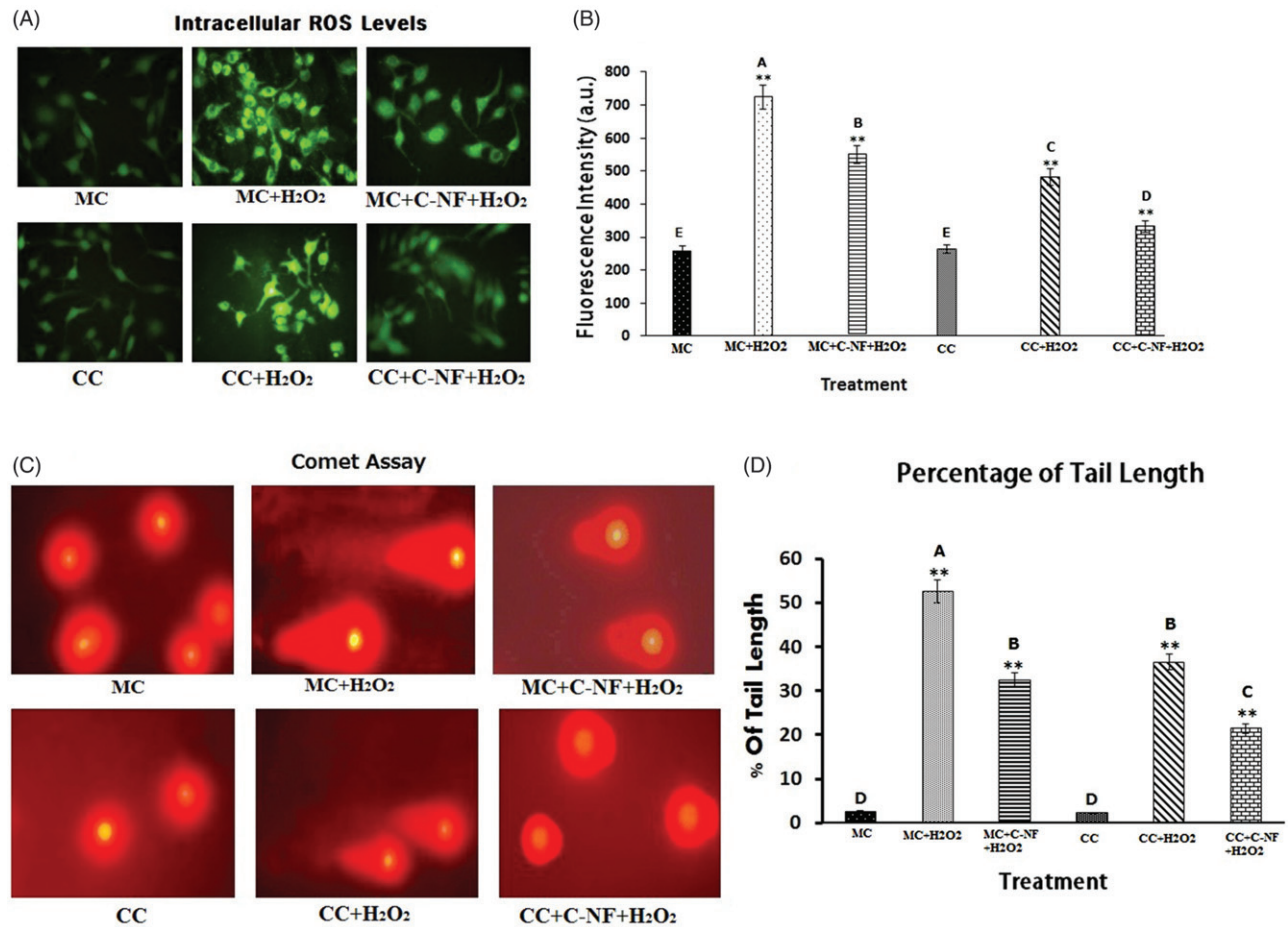 (A)
Intracellular ROS Levels
MC
MC+H2O2
MC+C-NF+H2O2
CC
CC+H2O2
CC+C-NF+H2O2
(B)
Fluorescence Intensity (a.u.)
800
700
600
500
400
300
200
100
0
E
A
**
B
**
E
C
**
D
**
MC
MC+H2O2
MC+C-NF+H2O2
CC
CC+H2O2
CC+C-NF+H2O2
Treatment
(C)
Comet Assay
MC
MC+H2O2
MC+C-NF+H2O2
CC
CC+H2O2
CC+C-NF+H2O2
(D)
Percentage of Tail Length
% Of Tail Length
60
50
40
30
20
10
0
D
A
**
B
**
D
B
**
C
**
MC
MC+H2O2
MC+C-NF
+H2O2
CC
CC+H2O2
CC+C-NF
+H2O2
Treatment